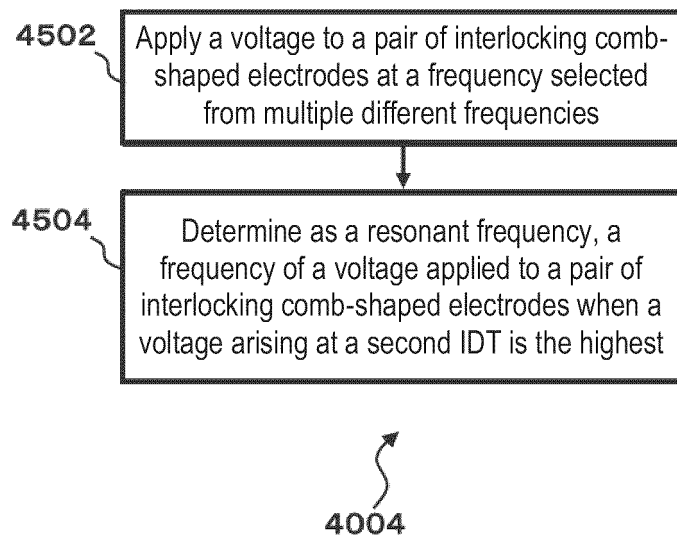 4502
Apply a voltage to a pair of interlocking comb-
shaped electrodes at a frequency selected
from multiple different frequencies
4504
Determine as a resonant frequency, a
frequency of a voltage applied to a pair of
interlocking comb-shaped electrodes when a
voltage arising at a second IDT is the highest
4004